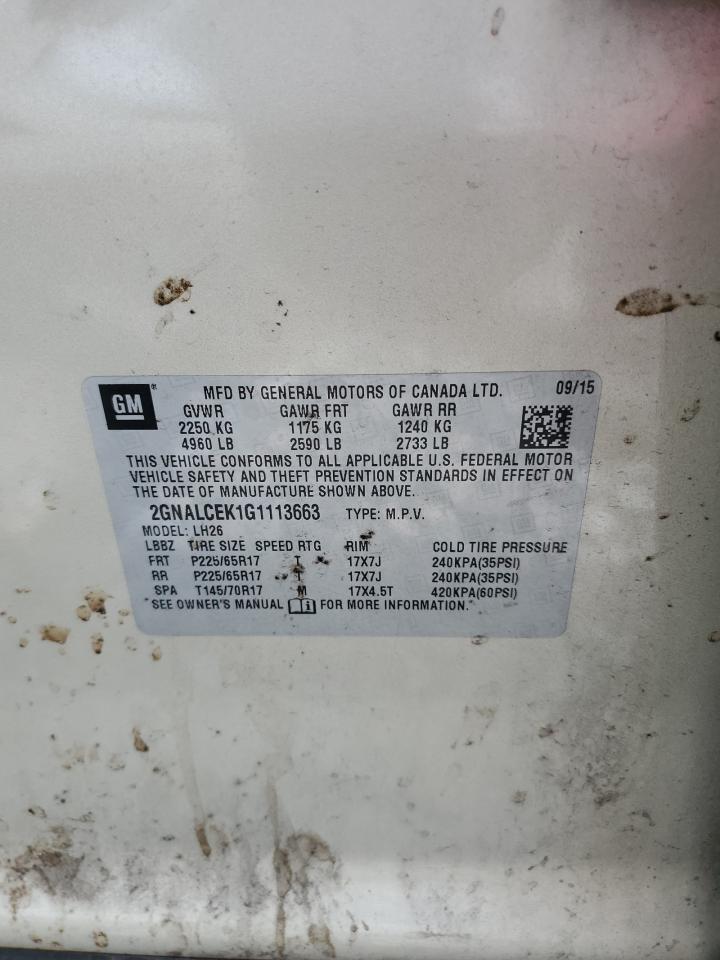 GM ® MFD BY GENERAL MOTORS OF CANADA LTD. 09/15
GVWR GAWR FRT GAWR RR
2250 KG 1175 KG 1240 KG
4960 LB 2590 LB 2733 LB
THIS VEHICLE CONFORMS TO ALL APPLICABLE U.S. FEDERAL MOTOR
VEHICLE SAFETY AND THEFT PREVENTION STANDARDS IN EFFECT ON
THE DATE OF MANUFACTURE SHOWN ABOVE.
2GNALCEK1G1113663 TYPE: M.P.V.
MODEL: LH26
LBBZ TIRE SIZE SPEED RTG RIM COLD TIRE PRESSURE
FRT P225/65R17 T 17X7J 240KPA(35PSI)
RR P225/65R17 T 17X7J 240KPA(35PSI)
SPA T145/70R17 M 17X4.5T 420KPA(60PSI)
*SEE OWNER'S MANUAL FOR MORE INFORMATION.